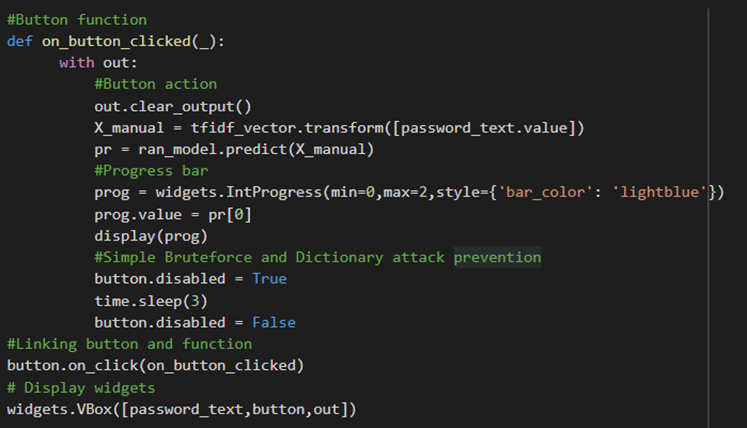 #Button function
def on_button_clicked(_):
      with out:
          #Button action
          out.clear_output()
          X_manual = tfidf_vector.transform([password_text.value])
          pr = ran_model.predict(X_manual)
          #Progress bar
          prog = widgets.IntProgress(min=0,max=2,style={'bar_color': 'lightblue'})
          prog.value = pr[0]
          display(prog)
          #Simple Bruteforce and Dictionary attack prevention
          button.disabled = True
          time.sleep(3)
          button.disabled = False
#Linking button and function
button.on_click(on_button_clicked)
# Display widgets
widgets.VBox([password_text,button,out])